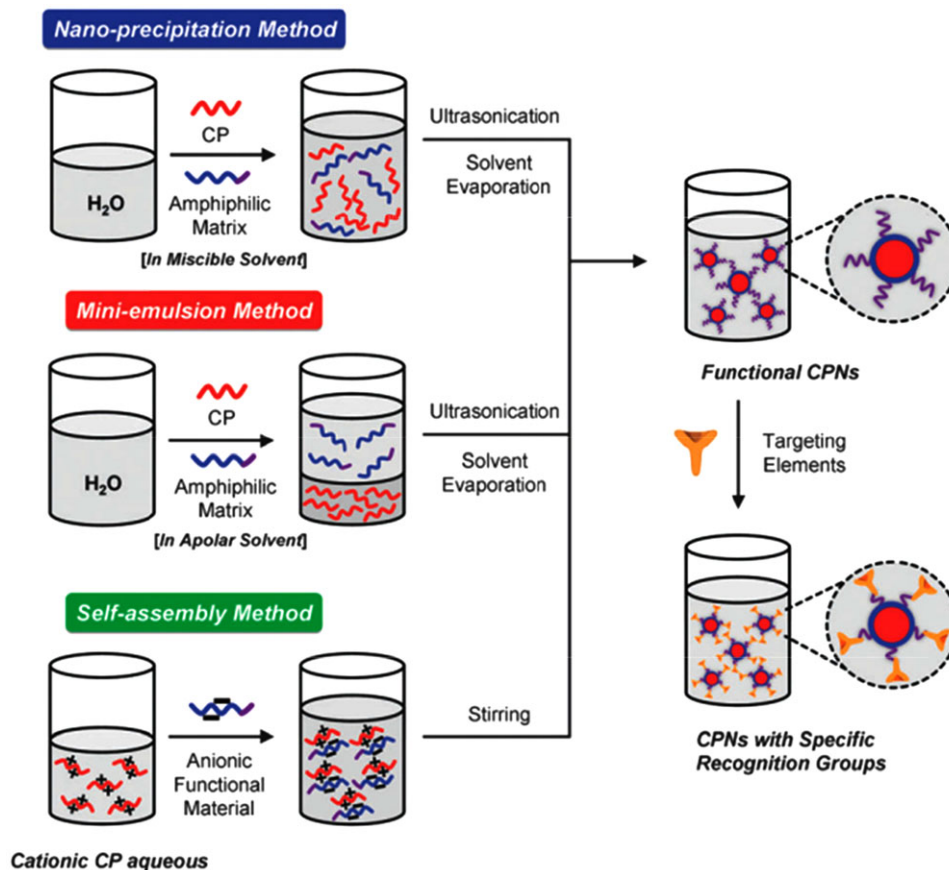 Nano-precipitation Method
H₂O
CP
Amphiphilic
Matrix
[In Miscible Solvent]
Ultrasonication
Solvent
Evaporation
Mini-emulsion Method
H₂O
CP
Amphiphilic
Matrix
[In Apolar Solvent]
Ultrasonication
Solvent
Evaporation
Self-assembly Method
Anionic
Functional
Material
Stirring
Cationic CP aqueous
Functional CPNs
Targeting
Elements
CPNs with Specific
Recognition Groups